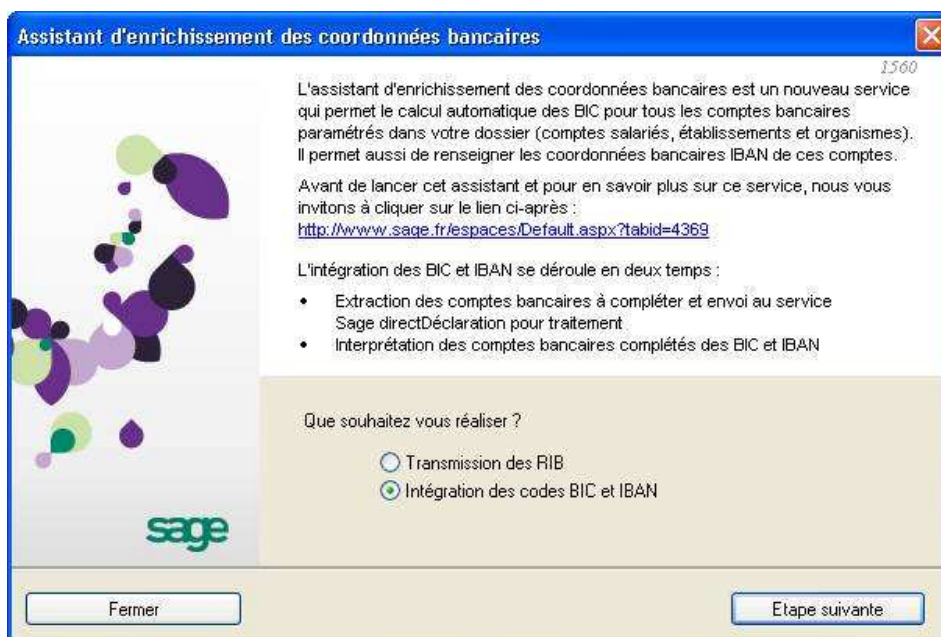 Assistant d'enrichissement des coordonnées bancaires
1560
L'assistant d'enrichissement des coordonnées bancaires est un nouveau service
qui permet le calcul automatique des BIC pour tous les comptes bancaires
paramétrés dans votre dossier (comptes salariés, établissements et organismes).
Il permet aussi de renseigner les coordonnées bancaires IBAN de ces comptes.
Avant de lancer cet assistant et pour en savoir plus sur ce service, nous vous
invitons à cliquer sur le lien ci-après :
http://www.sage.fr/espaces/Default.aspx?tabid=4369
L'intégration des BIC et IBAN se déroule en deux temps :
• Extraction des comptes bancaires à compléter et envoi au service
Sage directDéclaration pour traitement
• Interprétation des comptes bancaires complétés des BIC et IBAN
Que souhaitez vous réaliser ?
Transmission des RIB
Intégration des codes BIC et IBAN
sage
Fermer
Etape suivante